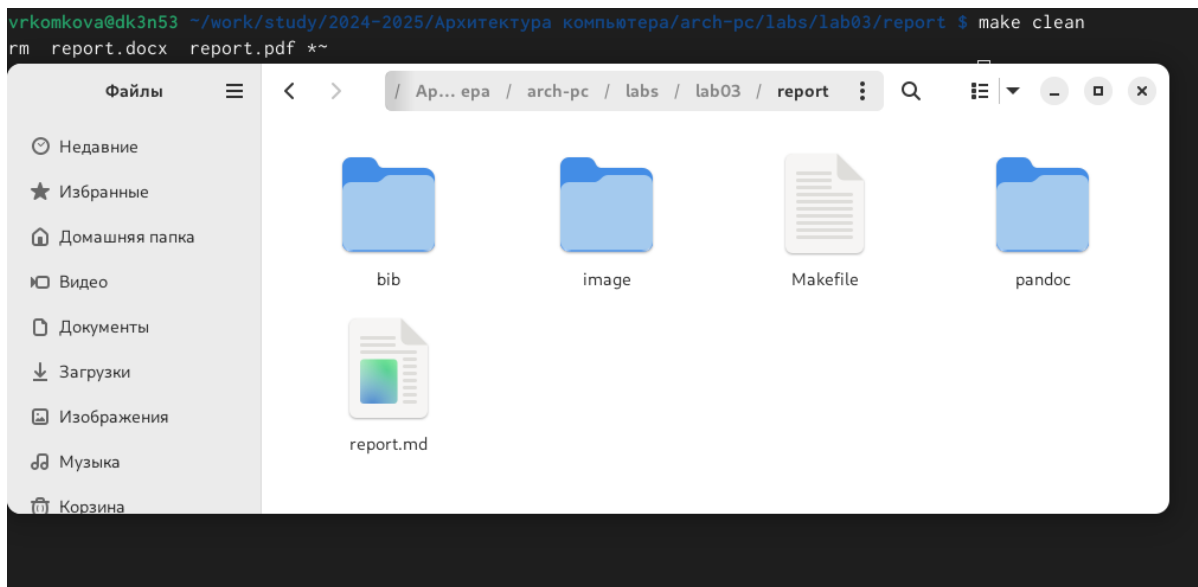 vrkomkova@dk3n53 ~/work/study/2024-2025/Архитектура компьютера/arch-pc/labs/lab03/report $ make clean
rm  report.docx  report.pdf *~
Файлы
/ Ap... epa / arch-pc / labs / lab03 / report
Недавние
Избранные
Домашняя папка
Видео
Документы
Загрузки
Изображения
Музыка
Корзина
bib
image
Makefile
pandoc
report.md